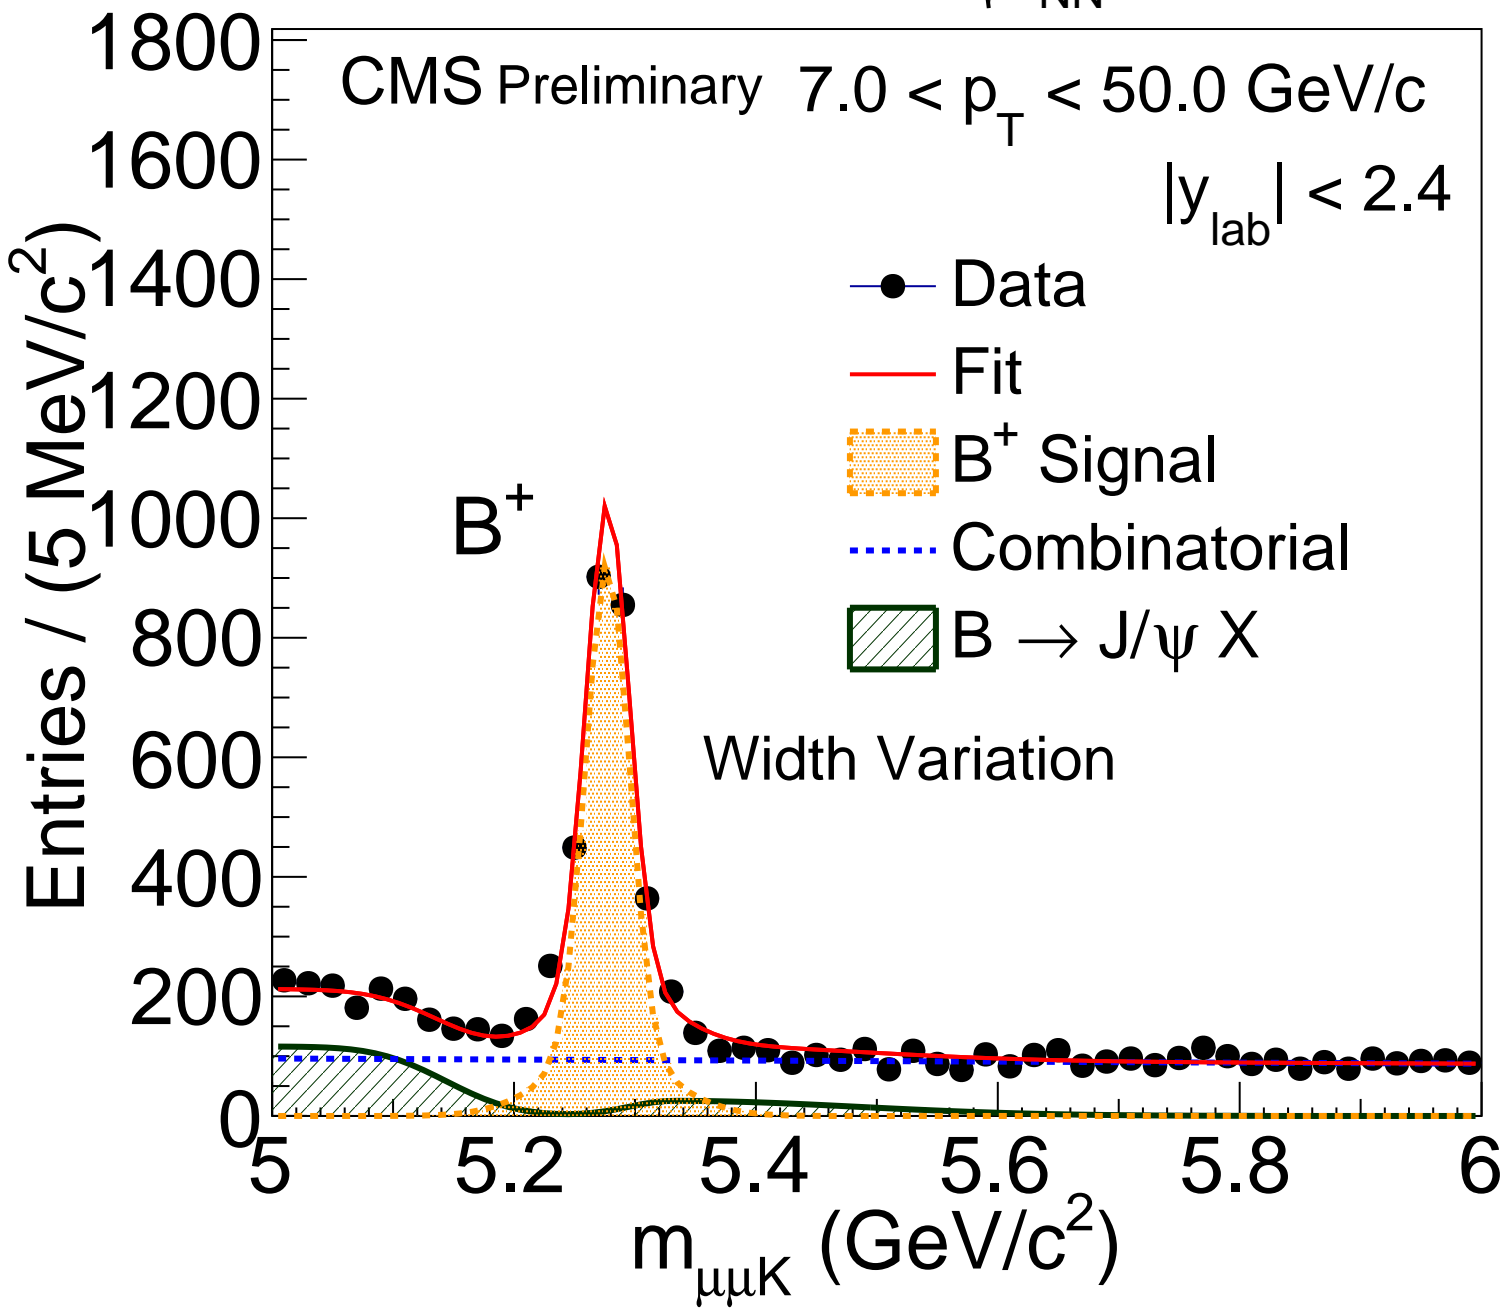 CMS Preliminary 7.0 < p_T < 50.0 GeV/c
|y_lab| < 2.4
Data
Fit
B⁺ Signal
Combinatorial
B → J/ψ X
B⁺
Width Variation
Entries / (5 MeV/c²)
1800
1600
1400
1200
1000
800
600
400
200
0
5 5.2 5.4 5.6 5.8 6
m_μμK (GeV/c²)